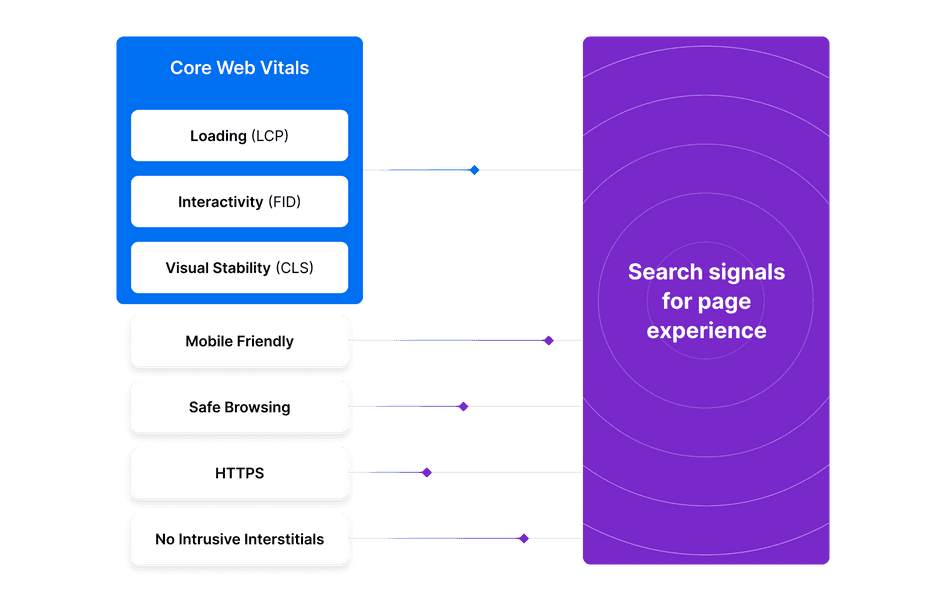 Core Web Vitals
Loading (LCP)
Interactivity (FID)
Visual Stability (CLS)
Mobile Friendly
Safe Browsing
HTTPS
No Intrusive Interstitials
Search signals
for page
experience